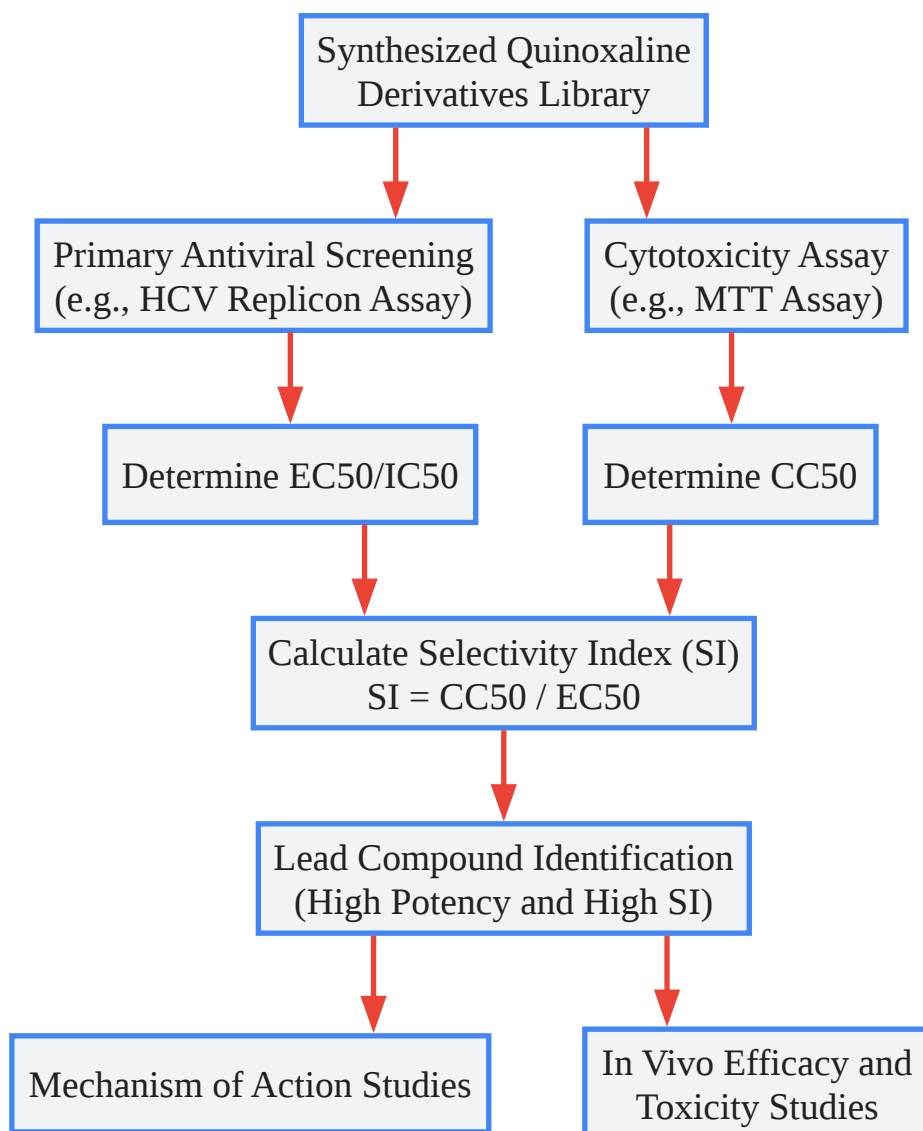 Synthesized Quinoxaline
Derivatives Library
Primary Antiviral Screening
(e.g., HCV Replicon Assay)
Cytotoxicity Assay
(e.g., MTT Assay)
Determine EC50/IC50
Determine CC50
Calculate Selectivity Index (SI)
SI = CC50 / EC50
Lead Compound Identification
(High Potency and High SI)
Mechanism of Action Studies
In Vivo Efficacy and
Toxicity Studies